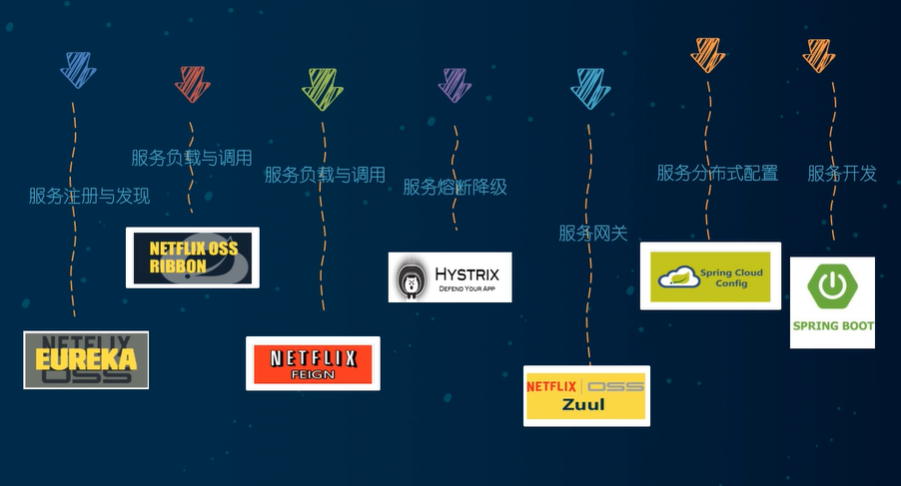 服务注册与发现
NETFLIX
EUREKA
OSS
服务负载与调用
NETFLIX OSS
RIBBON
服务负载与调用
NETFLIX
FEIGN
服务熔断降级
HYSTRIX
DEFEND YOUR APP
服务网关
NETFLIX | OSS
Zuul
服务分布式配置
Spring Cloud
Config
服务开发
SPRING BOOT